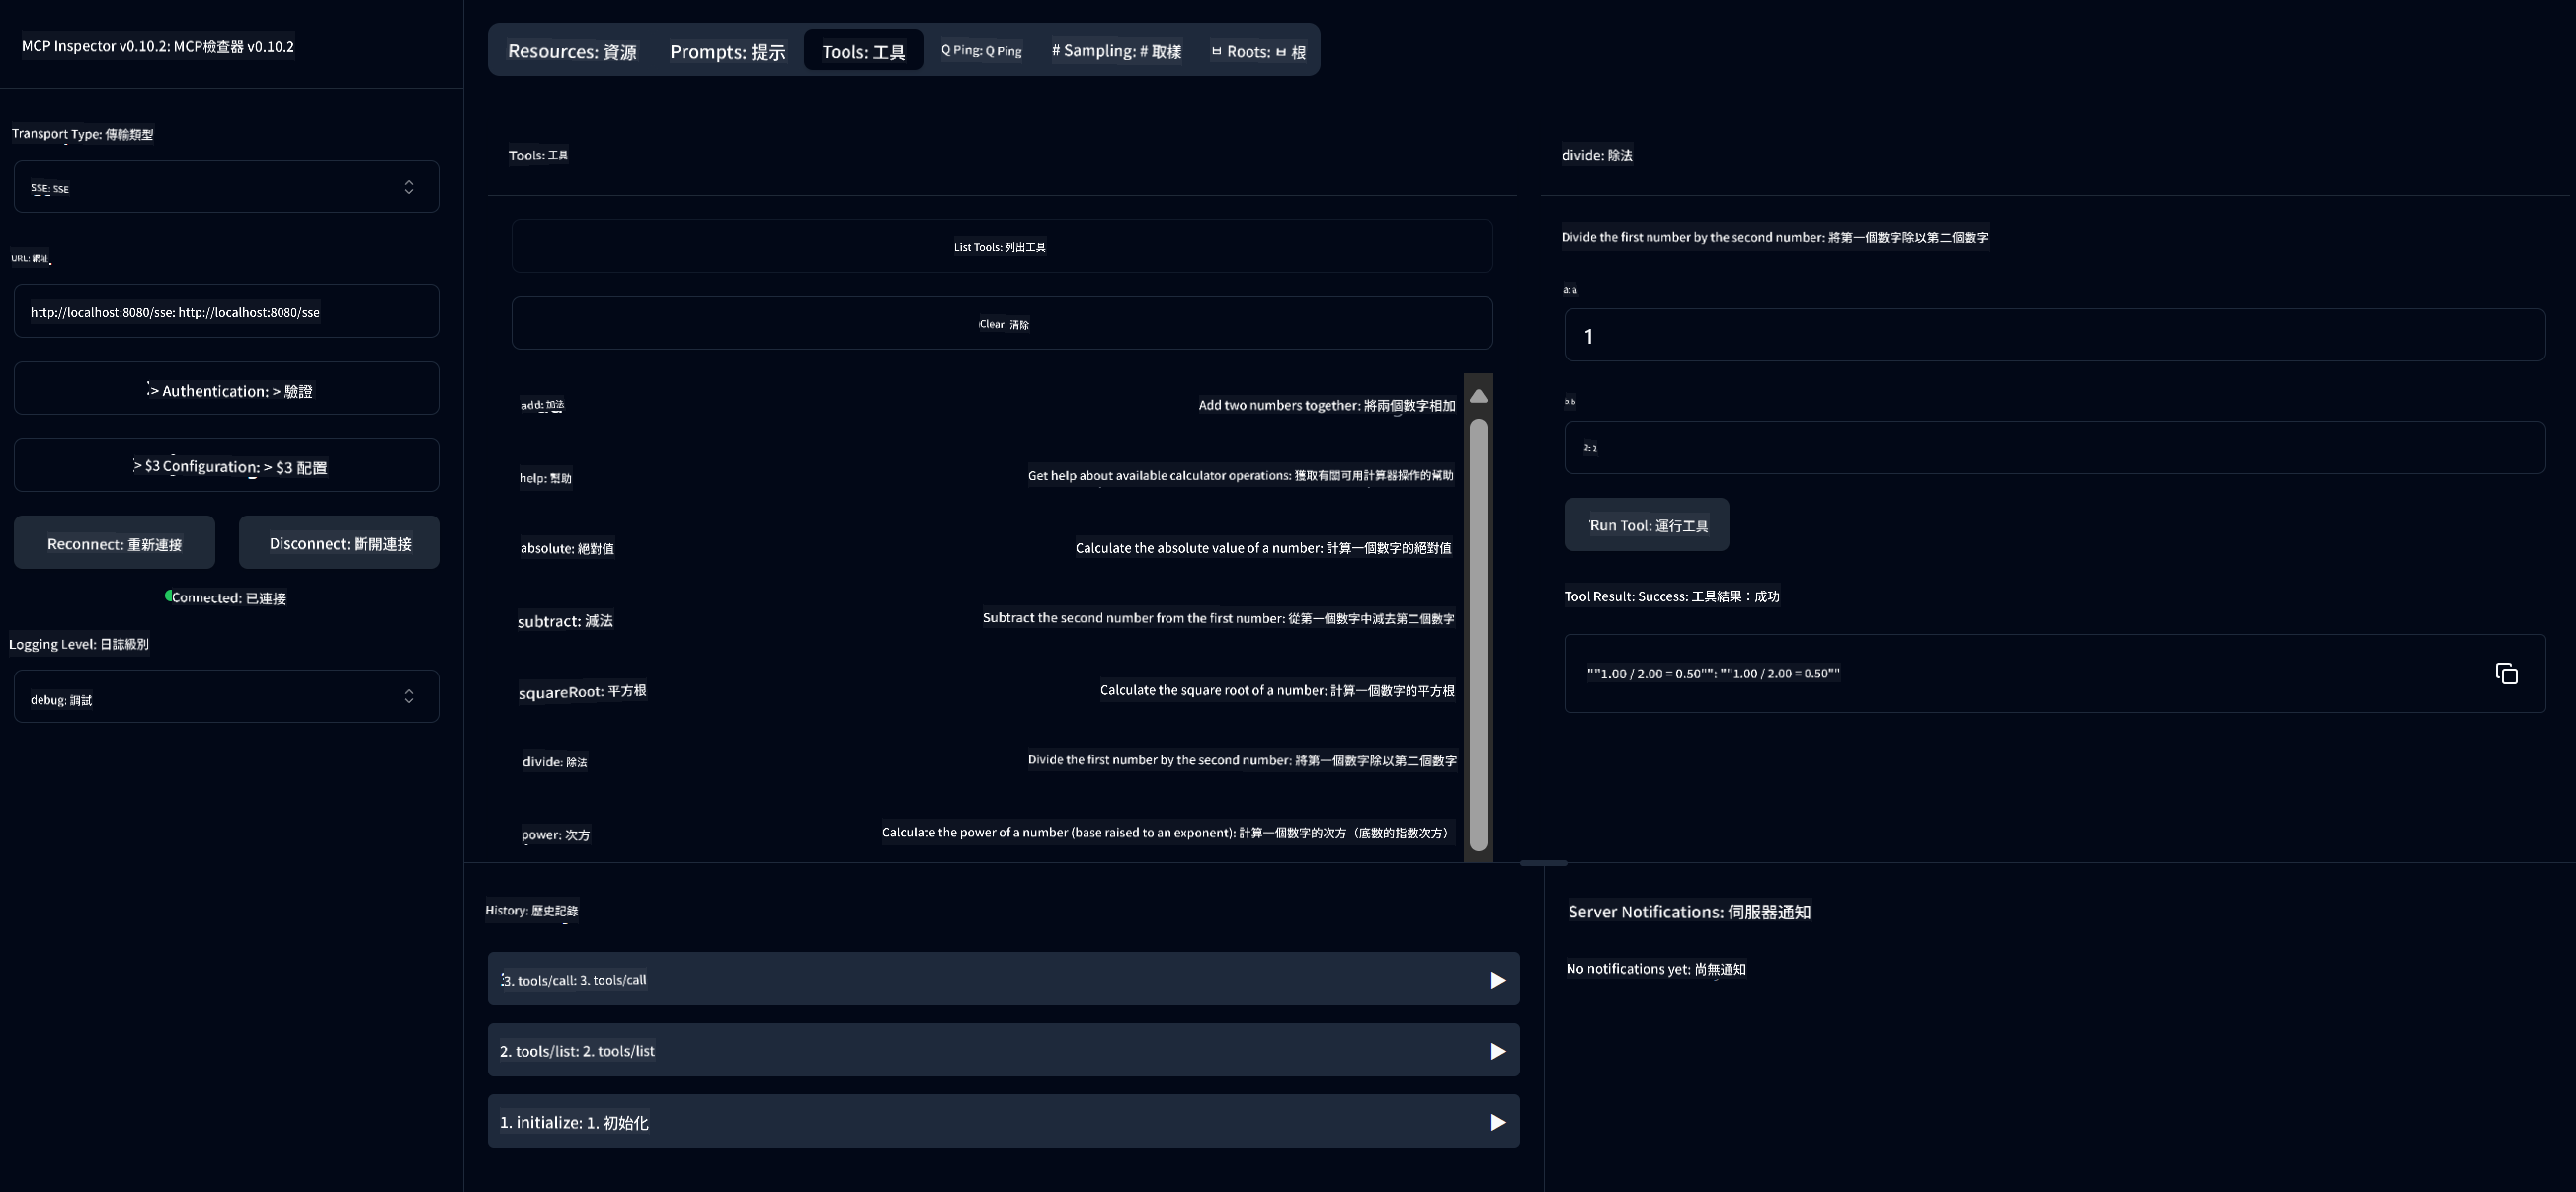 MCP Inspector v0.10.2: MCP檢查器 v0.10.2
Transport Type: 傳輸類型
SSE: SSE
URL: 網址
http://localhost:8080/sse: http://localhost:8080/sse
> Authentication: > 驗證
> $3 Configuration: > $3 配置
Reconnect: 重新連接
Disconnect: 斷開連接
Connected: 已連接
Logging Level: 日誌級別
debug: 調試
Resources: 資源
Prompts: 提示
Tools: 工具
Q Ping: Q Ping
# Sampling: # 取樣
ㅂ Roots: ㅂ 根
Tools: 工具
List Tools: 列出工具
Clear: 清除
add: 加法
Add two numbers together: 將兩個數字相加
help: 幫助
Get help about available calculator operations: 獲取有關可用計算器操作的幫助
absolute: 絕對值
Calculate the absolute value of a number: 計算一個數字的絕對值
subtract: 減法
Subtract the second number from the first number: 從第一個數字中減去第二個數字
squareRoot: 平方根
Calculate the square root of a number: 計算一個數字的平方根
divide: 除法
Divide the first number by the second number: 將第一個數字除以第二個數字
power: 次方
Calculate the power of a number (base raised to an exponent): 計算一個數字的次方（底數的指數次方）
divide: 除法
Divide the first number by the second number: 將第一個數字除以第二個數字
a: a
1
b: b
2: 2
Run Tool: 運行工具
Tool Result: Success: 工具結果：成功
""1.00 / 2.00 = 0.50"": ""1.00 / 2.00 = 0.50""
History: 歷史記錄
3. tools/call: 3. tools/call
2. tools/list: 2. tools/list
1. initialize: 1. 初始化
Server Notifications: 伺服器通知
No notifications yet: 尚無通知